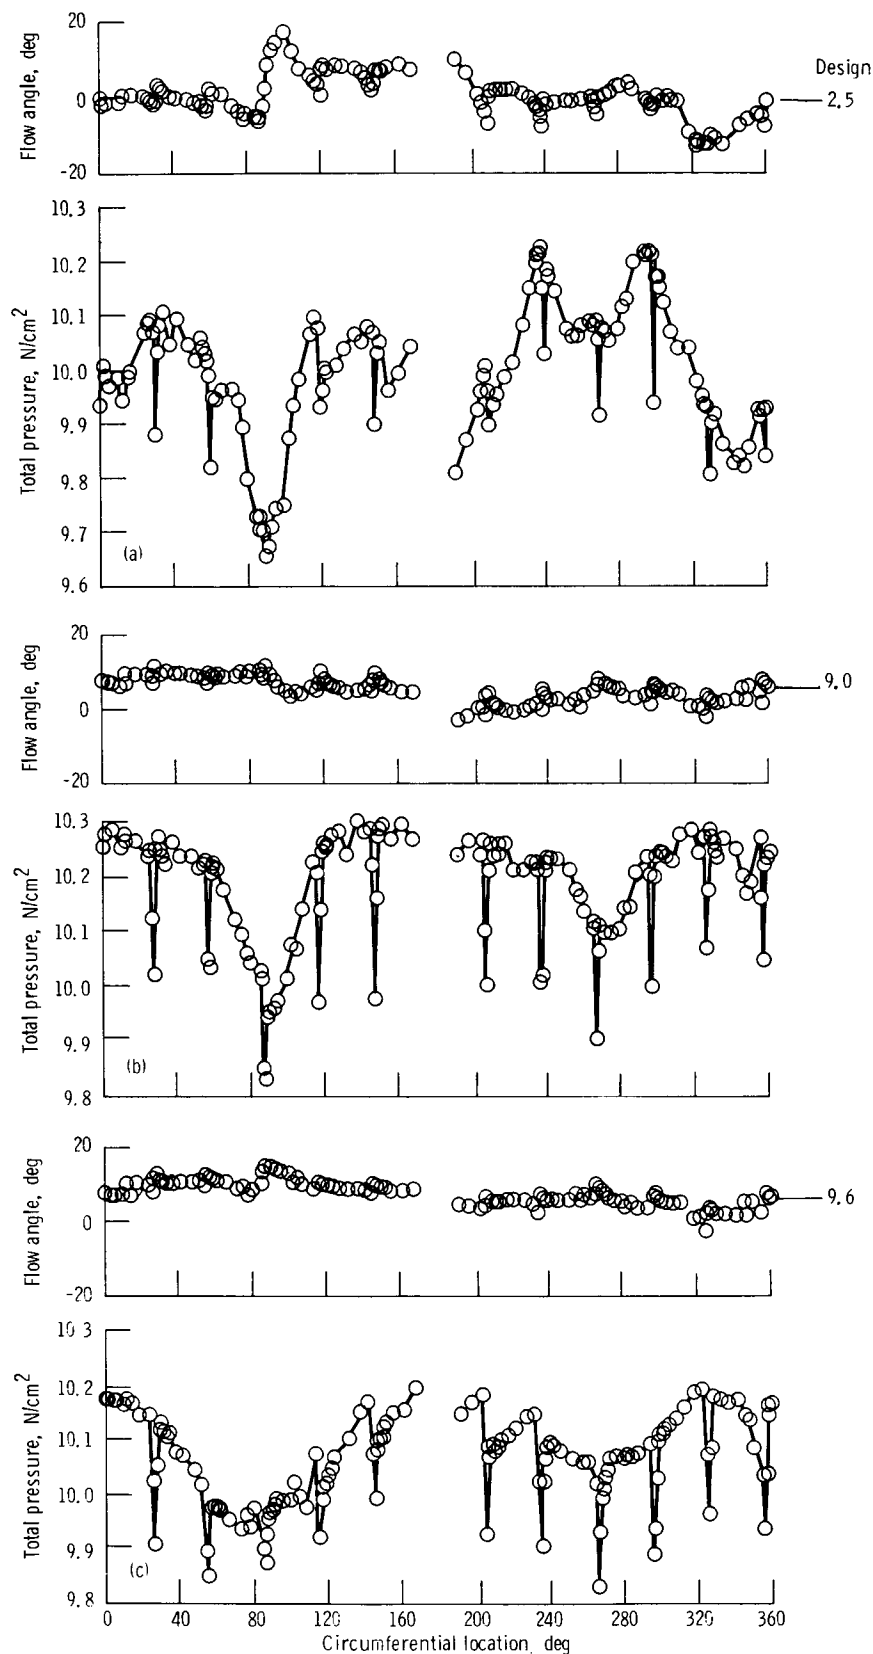 20
0
-20
Flow angle, deg
Design
2.5
10.3
10.2
10.1
10.0
9.9
9.8
9.7
9.6
Total pressure, N/cm2
(a)
20
10
0
-20
Flow angle, deg
9.0
10.3
10.2
10.1
10.0
9.9
9.8
Total pressure, N/cm2
(b)
20
10
0
-20
Flow angle, deg
9.6
10.3
10.2
10.1
10.0
9.9
9.8
Total pressure, N/cm2
(c)
0 40 80 120 160 200 240 280 320 360
Circumferential location, deg